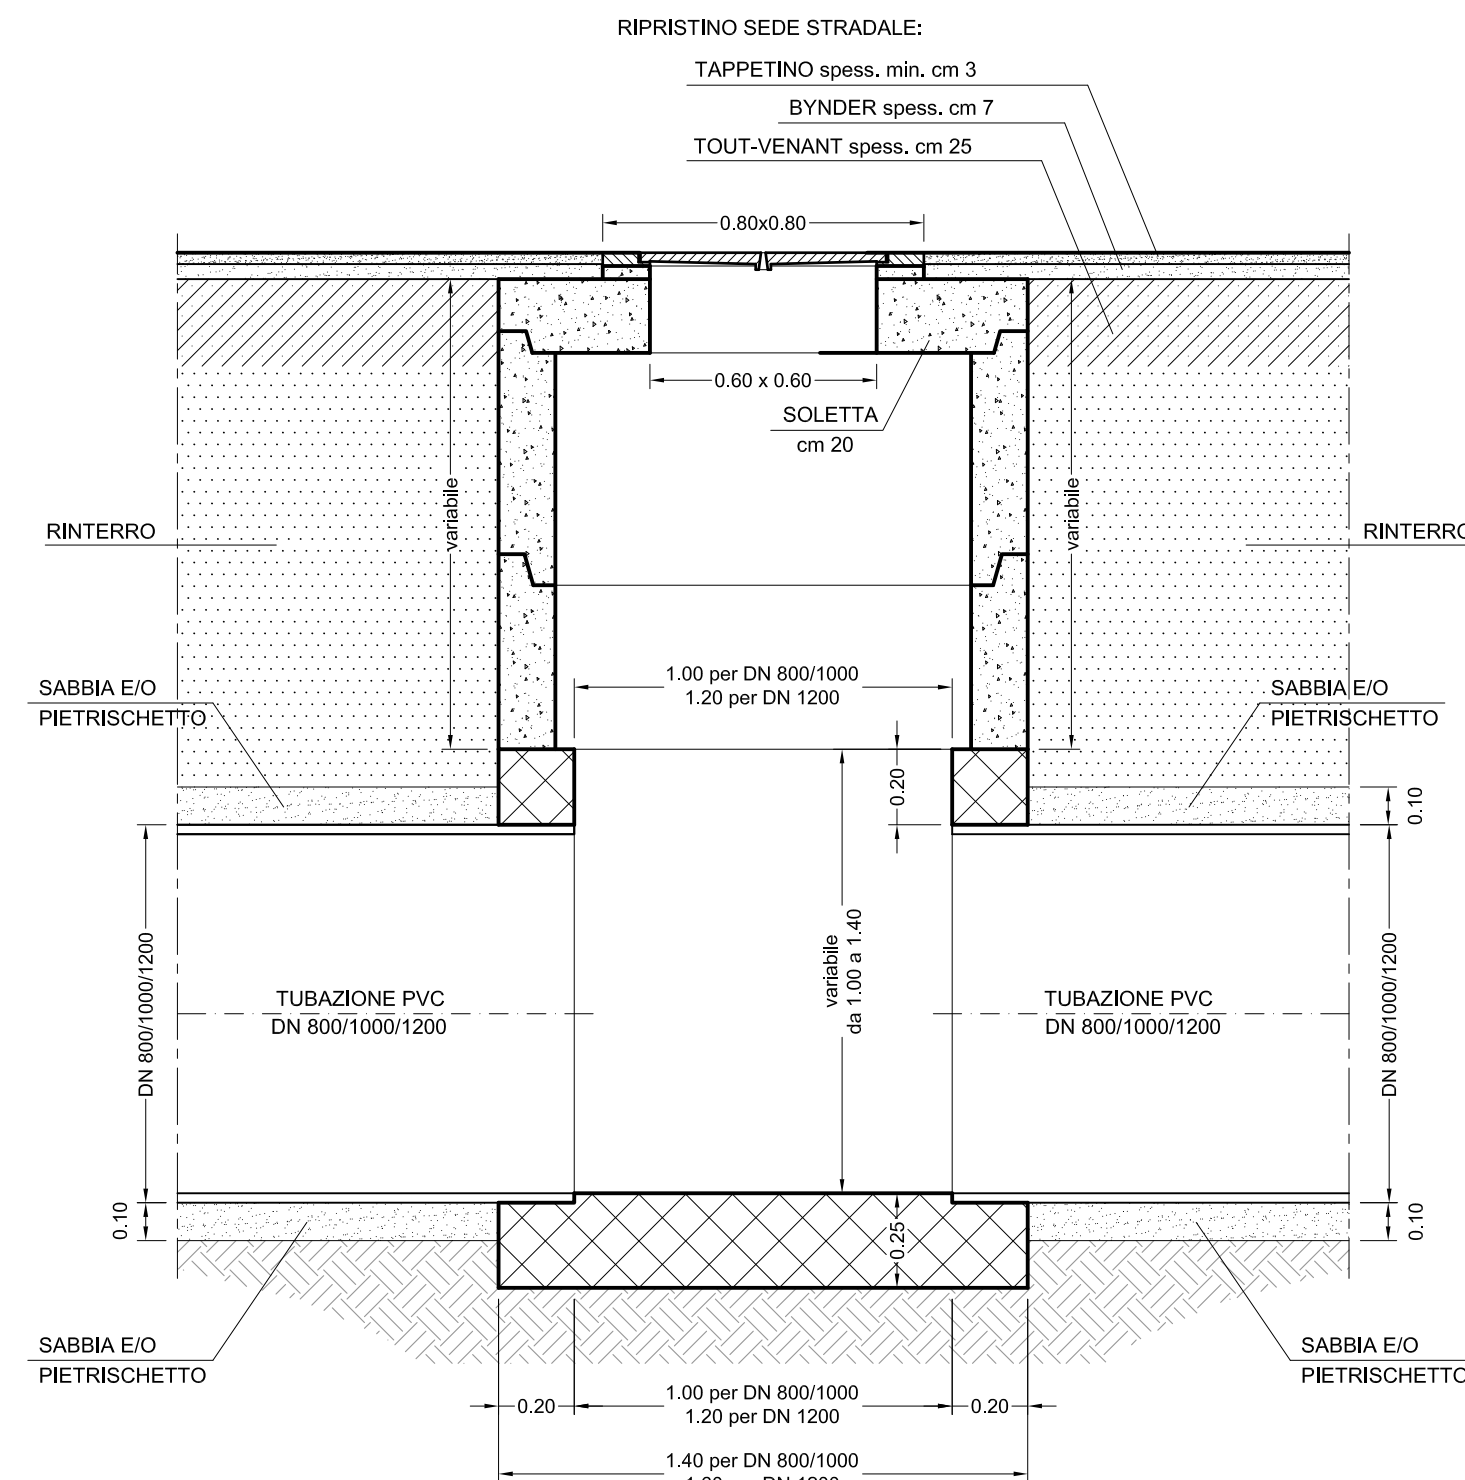 RIPRISTINO SEDE STRADALE:
TAPPETINO spess. min. cm 3
BYNDER spess. cm 7
TOUT-VENANT spess. cm 25
0.80x0.80
0.60 x 0.60
SOLETTA
cm 20
variabile
variabile
RINTERRO
RINTERRO
1.00 per DN 800/1000
1.20 per DN 1200
SABBIA E/O
PIETRISCHETTO
SABBIA E/O
PIETRISCHETTO
0.20
0.10
DN 800/1000/1200
TUBAZIONE PVC
DN 800/1000/1200
variabile
da 1.00 a 1.40
TUBAZIONE PVC
DN 800/1000/1200
DN 800/1000/1200
0.10
0.25
0.10
SABBIA E/O
PIETRISCHETTO
SABBIA E/O
PIETRISCHETTO
0.20
1.00 per DN 800/1000
1.20 per DN 1200
0.20
1.40 per DN 800/1000